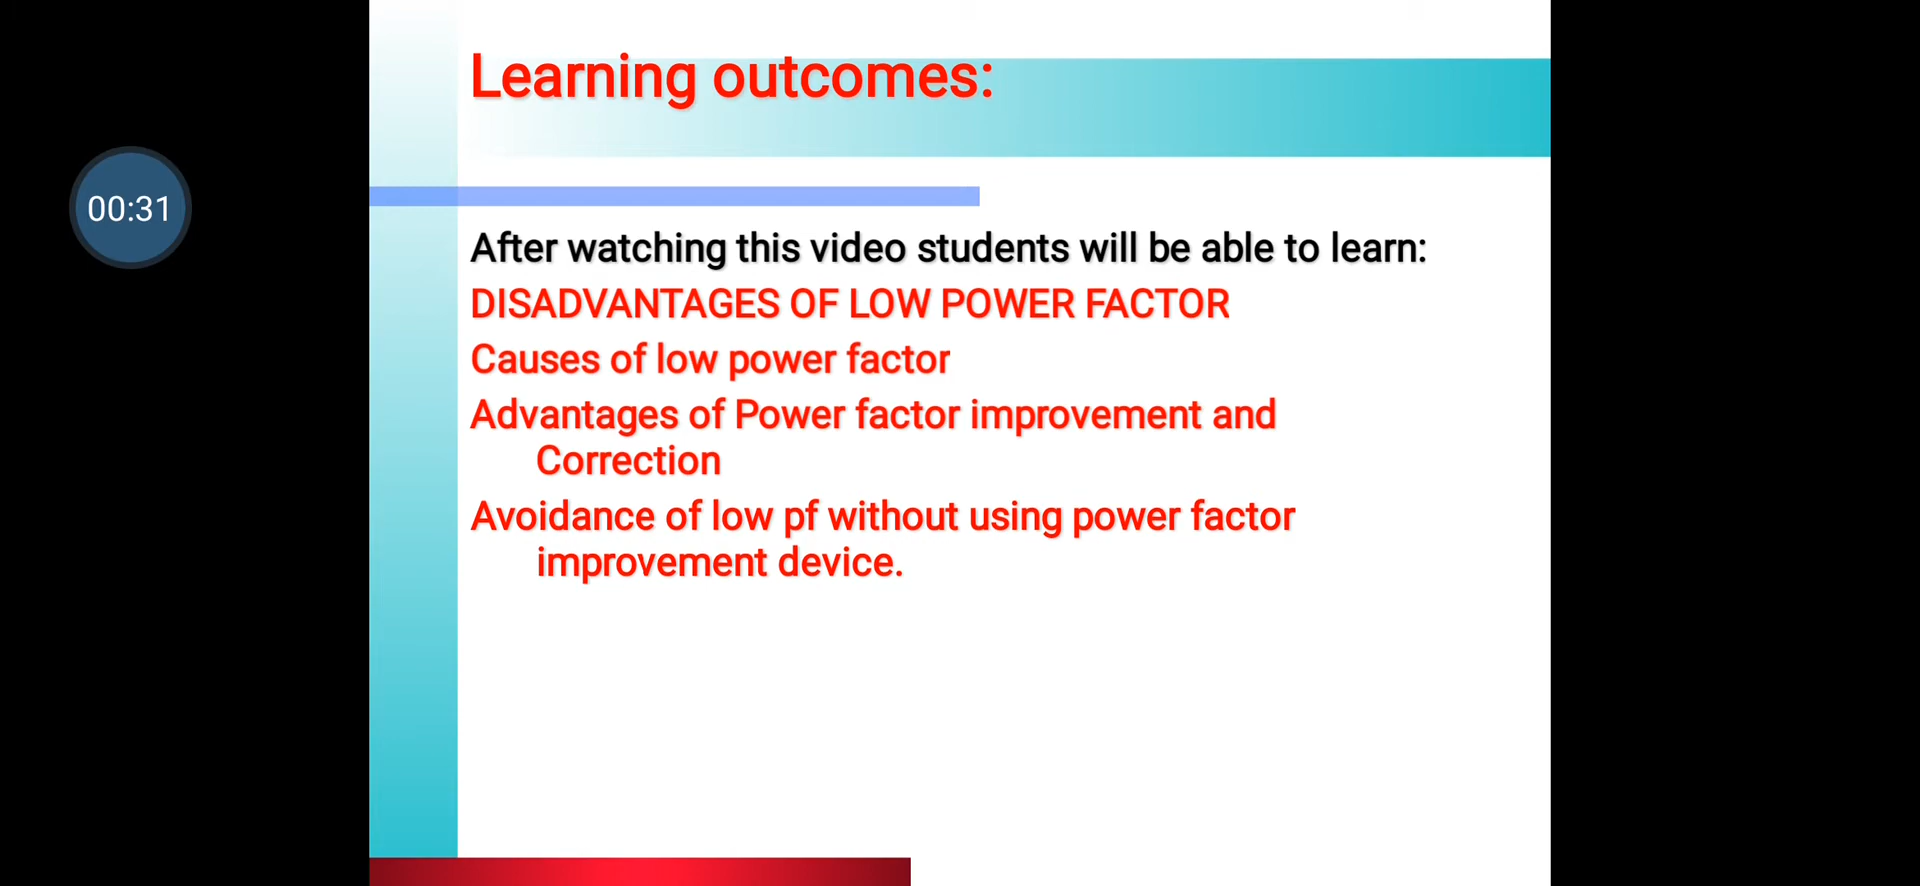 Learning outcomes:
00:31
After watching this video students will be able to learn:
DISADVANTAGES OF LOW POWER FACTOR
Causes of low power factor
Advantages of Power factor improvement and
Correction
Avoidance of low pf without using power factor
improvement device.